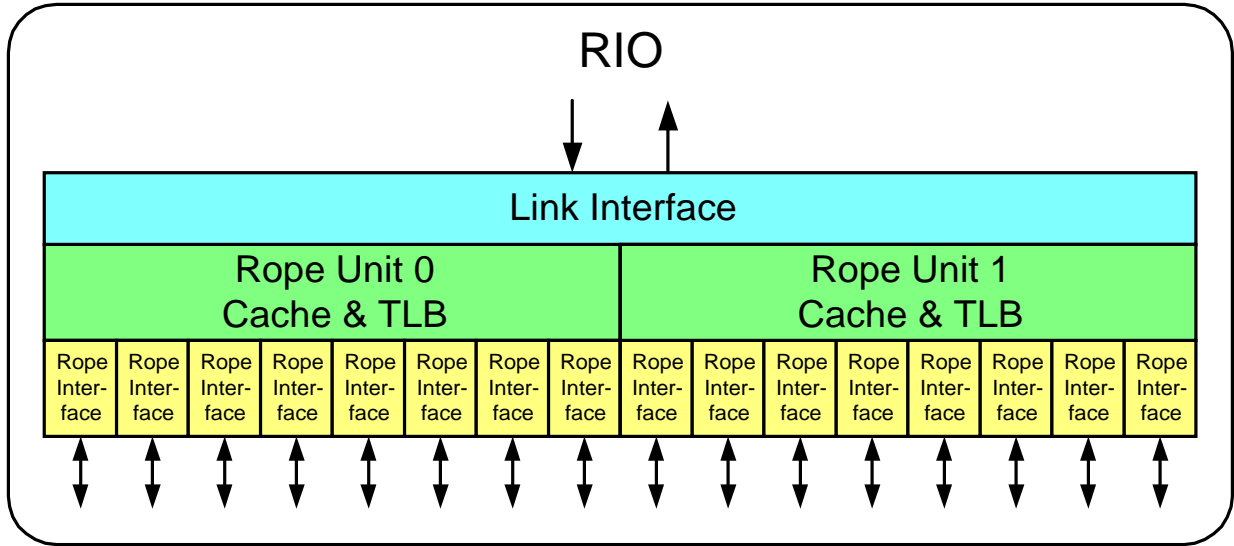 RIO
Link Interface
Rope Unit 0
Cache & TLB
Rope Unit 1
Cache & TLB
Rope
Inter-
face
Rope
Inter-
face
Rope
Inter-
face
Rope
Inter-
face
Rope
Inter-
face
Rope
Inter-
face
Rope
Inter-
face
Rope
Inter-
face
Rope
Inter-
face
Rope
Inter-
face
Rope
Inter-
face
Rope
Inter-
face
Rope
Inter-
face
Rope
Inter-
face
Rope
Inter-
face
Rope
Inter-
face